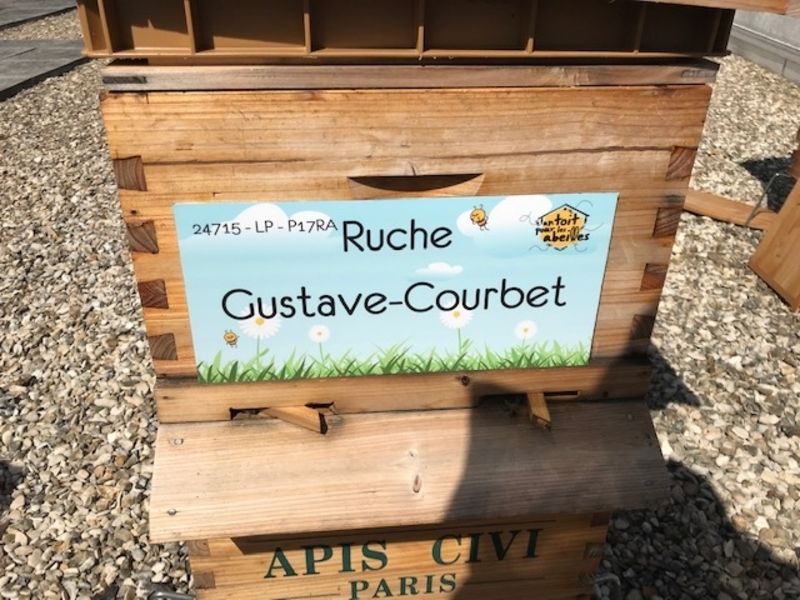 24715 - LP - P17RA
Ruche
un toit
pour les
abeilles
Gustave-Courbet
APIS CIVI
PARIS